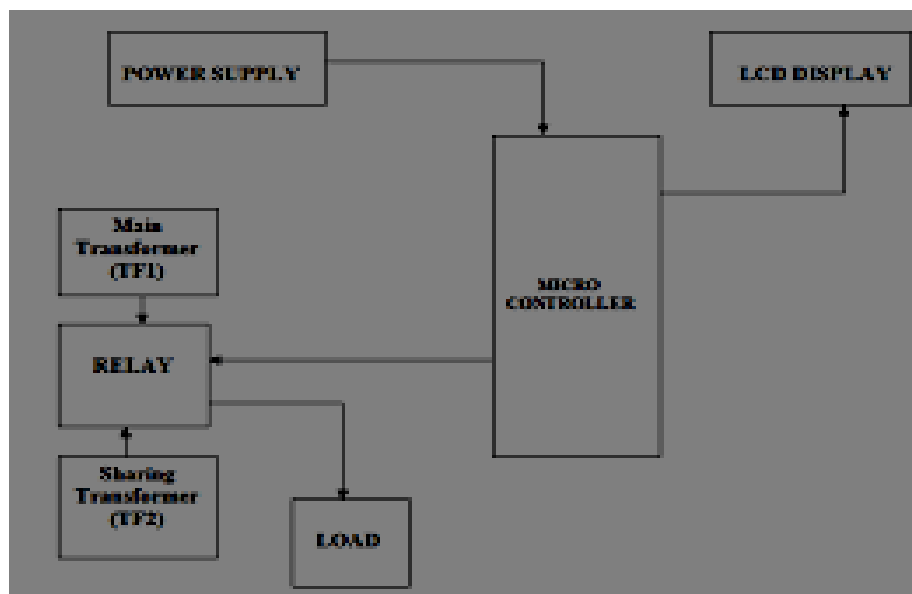 POWER SUPPLY
LCD DISPLAY
Main
Transformer
(TF1)
MICRO
CONTROLLER
RELAY
Sharing
Transformer
(TF2)
LOAD